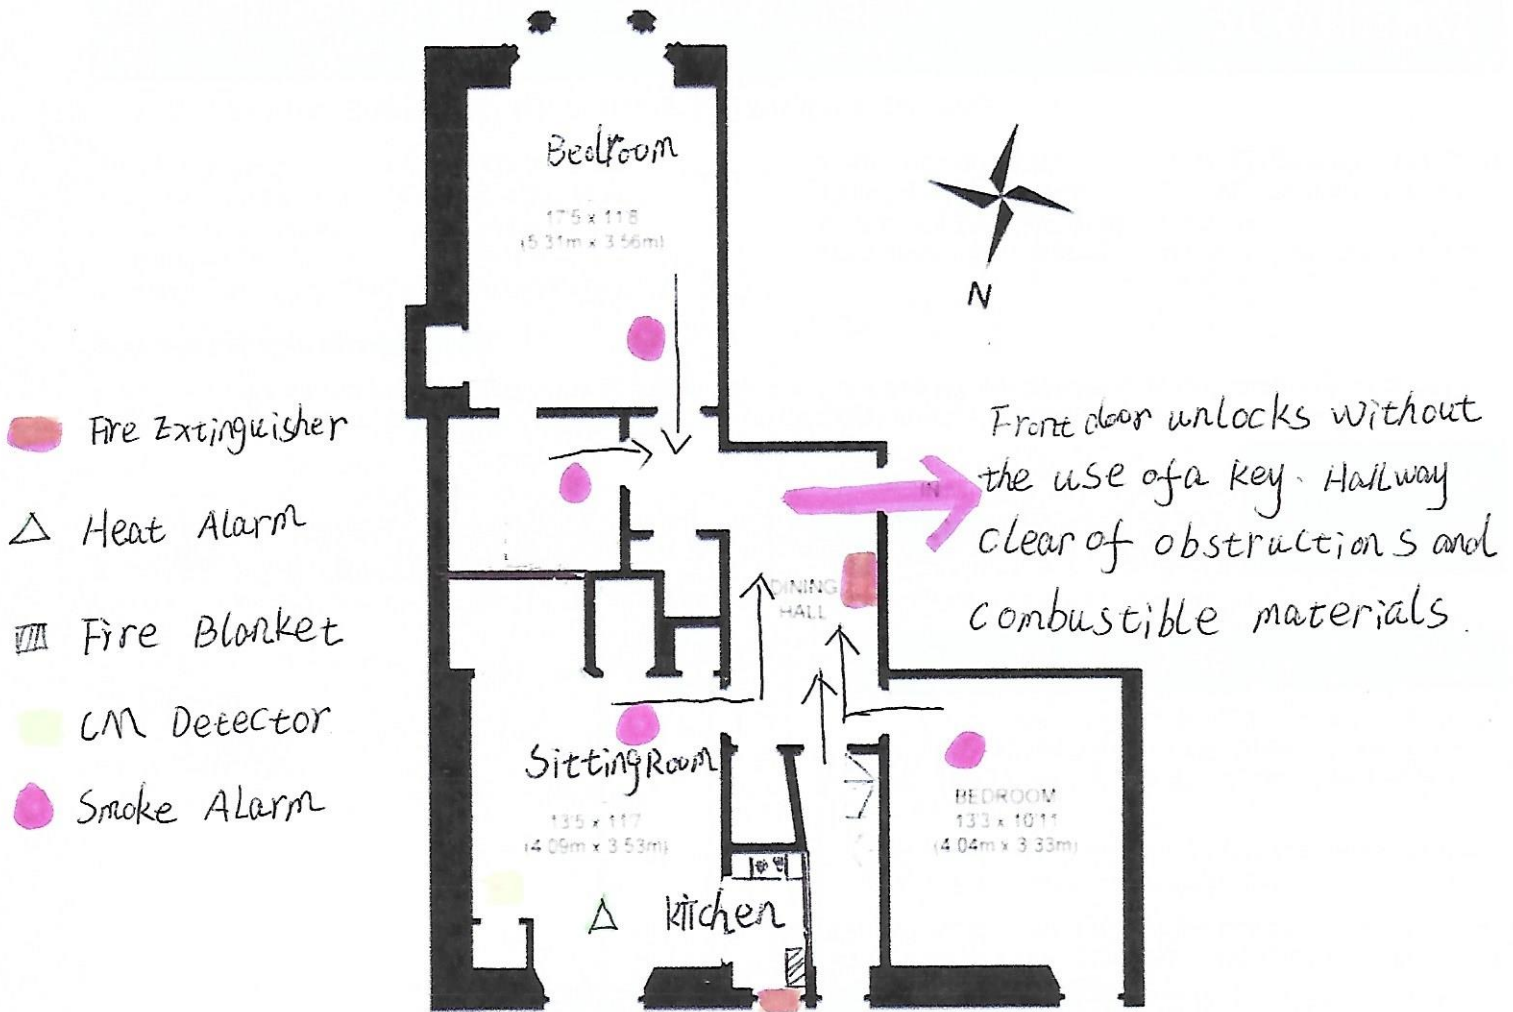 Bedroom
17'5 x 11'8
(5.31m x 3.56m)
N
Fire Extinguisher
Heat Alarm
Fire Blanket
CM Detector
Smoke Alarm
IN
Front door unlocks without
the use of a key. Hallway
clear of obstructions and
combustible materials.
DINING
HALL
Sitting Room
13'5 x 11'7
(4.09m x 3.53m)
BEDROOM
13'3 x 10'11
(4.04m x 3.33m)
Kitchen